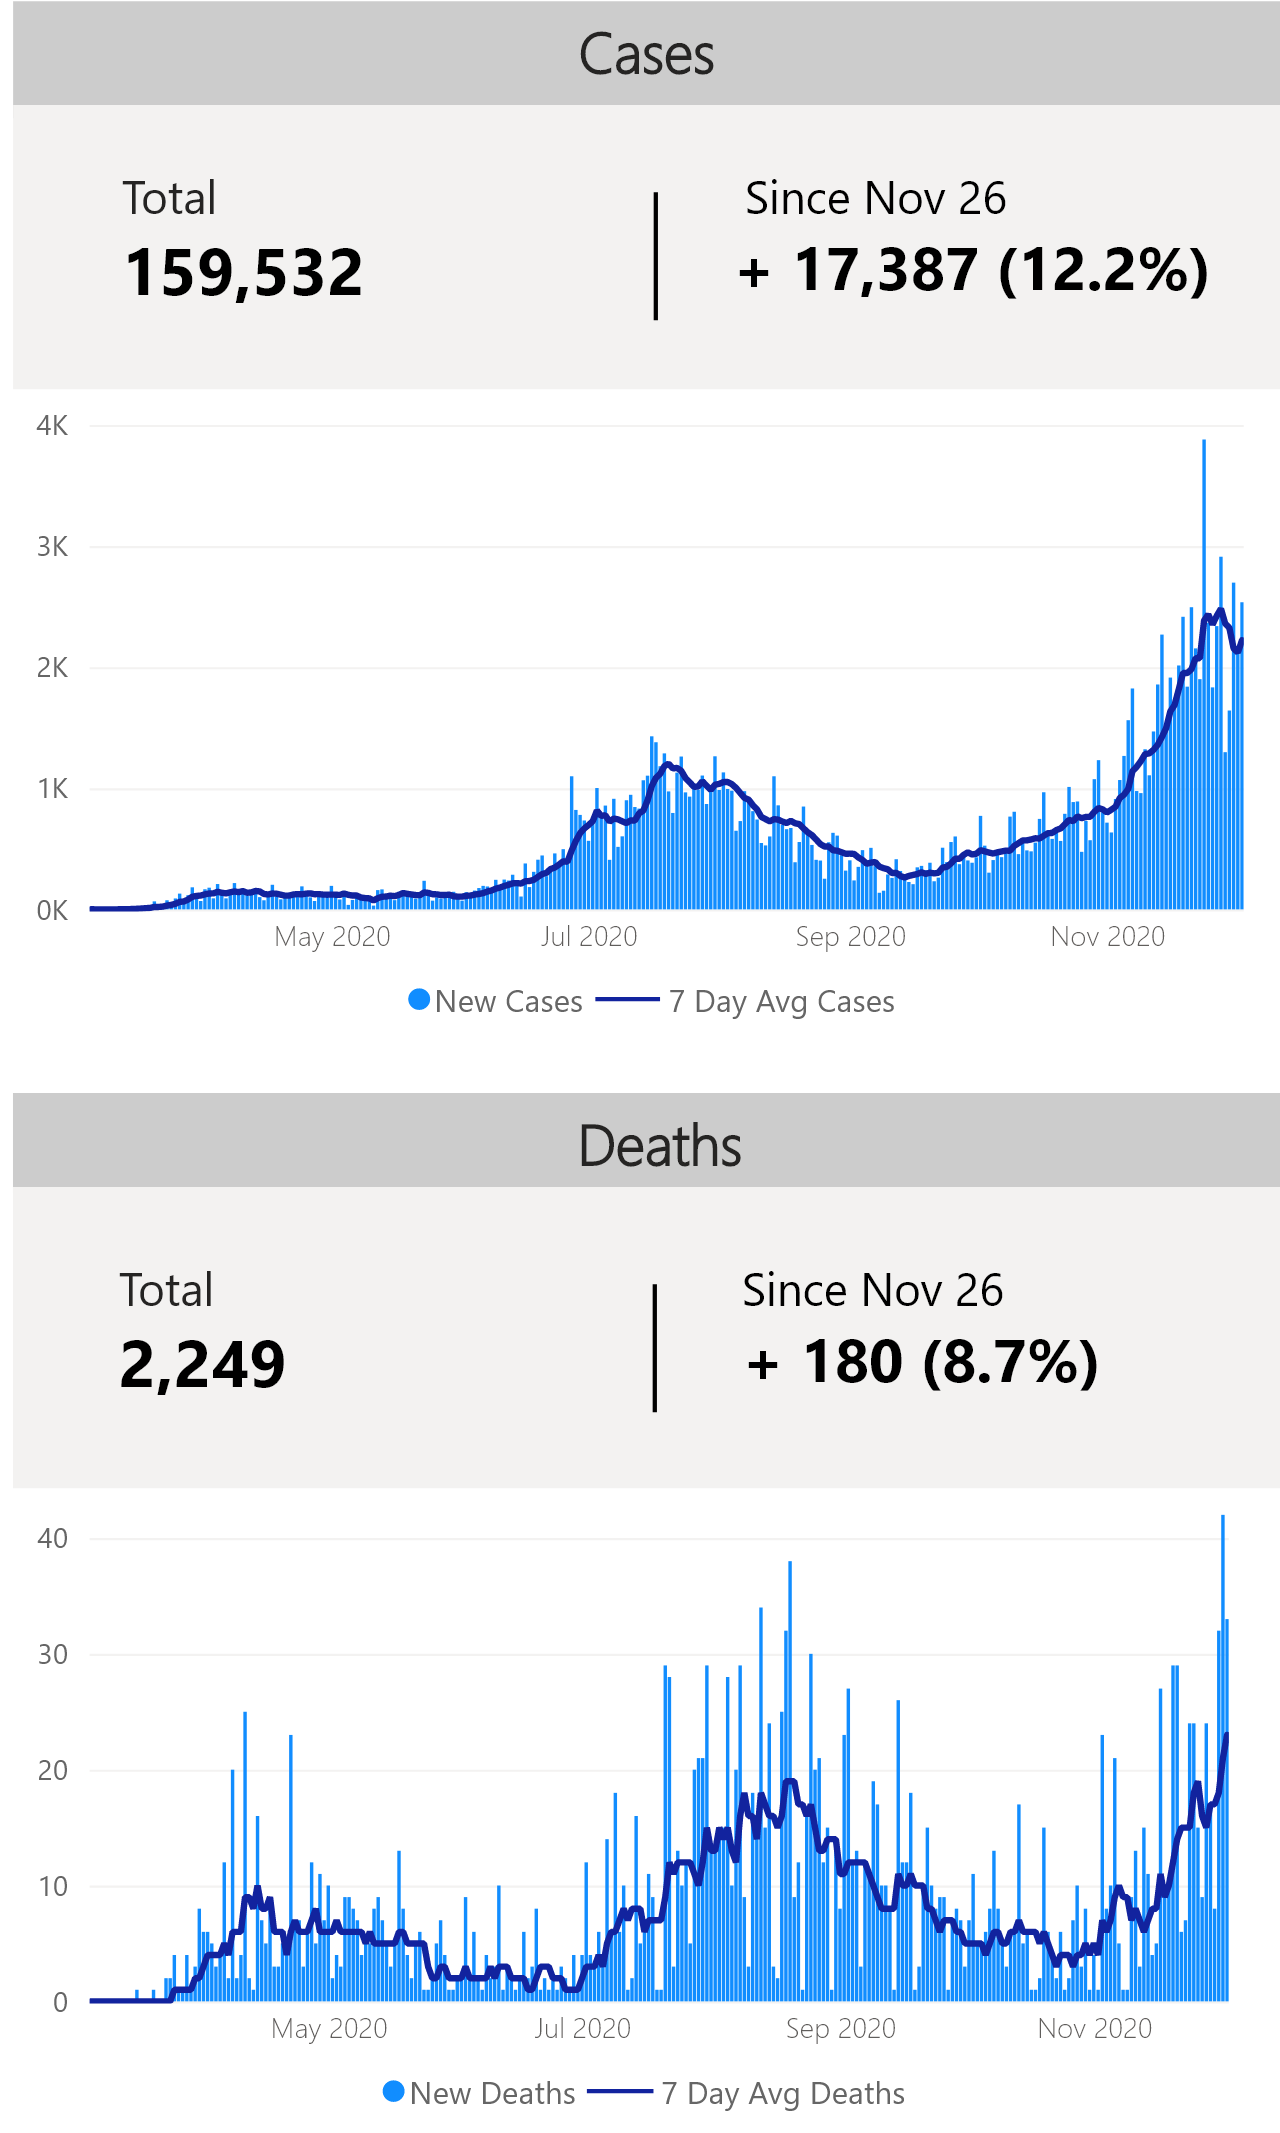 Cases
Total
Since Nov 26
159,532
+ 17,387 (12.2%)
4K
3K
2K
1K
0K
May 2020
Jul 2020
Sep 2020
Nov 2020
New Cases
7 Day Avg Cases
Deaths
Total
Since Nov 26
2,249
+ 180 (8.7%)
40
30
20
10
0
May 2020
Jul 2020
Sep 2020
Nov 2020
New Deaths
7 Day Avg Deaths